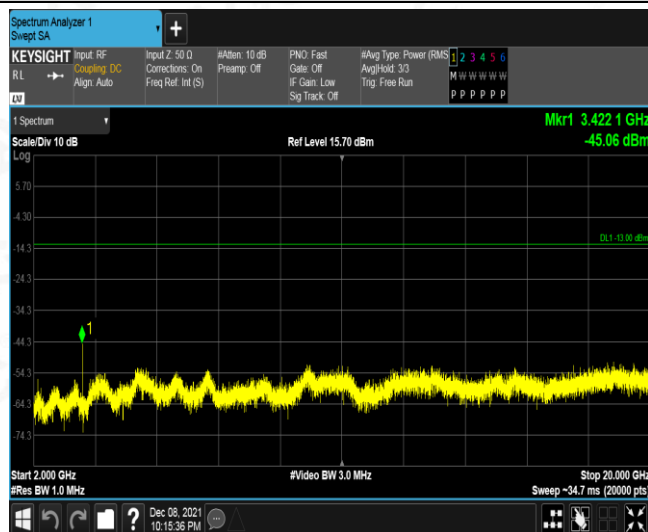 Spectrum Analyzer 1
Swept SA
+
KEYSIGHT
RL
LXI
Input: RF
Coupling: DC
Align: Auto
Input Z: 50 Ω
Corrections: On
Freq Ref: Int (S)
#Atten: 10 dB
Preamp: Off
PNO: Fast
Gate: Off
IF Gain: Low
Sig Track: Off
#Avg Type: Power (RMS
Avg|Hold: 3/3
Trig: Free Run
1 2 3 4 5 6
M W W W W W
P P P P P P
1 Spectrum
Mkr1 3.422 1 GHz
Scale/Div 10 dB
Ref Level 15.70 dBm
-45.06 dBm
Log
5.70
-4.30
DL1 -13.00 dBm
-14.3
-24.3
-34.3
1
-44.3
-54.3
-64.3
-74.3
Start 2.000 GHz
#Video BW 3.0 MHz
Stop 20.000 GHz
#Res BW 1.0 MHz
Sweep ~34.7 ms (20000 pts)
?
Dec 08, 2021
10:15:36 PM